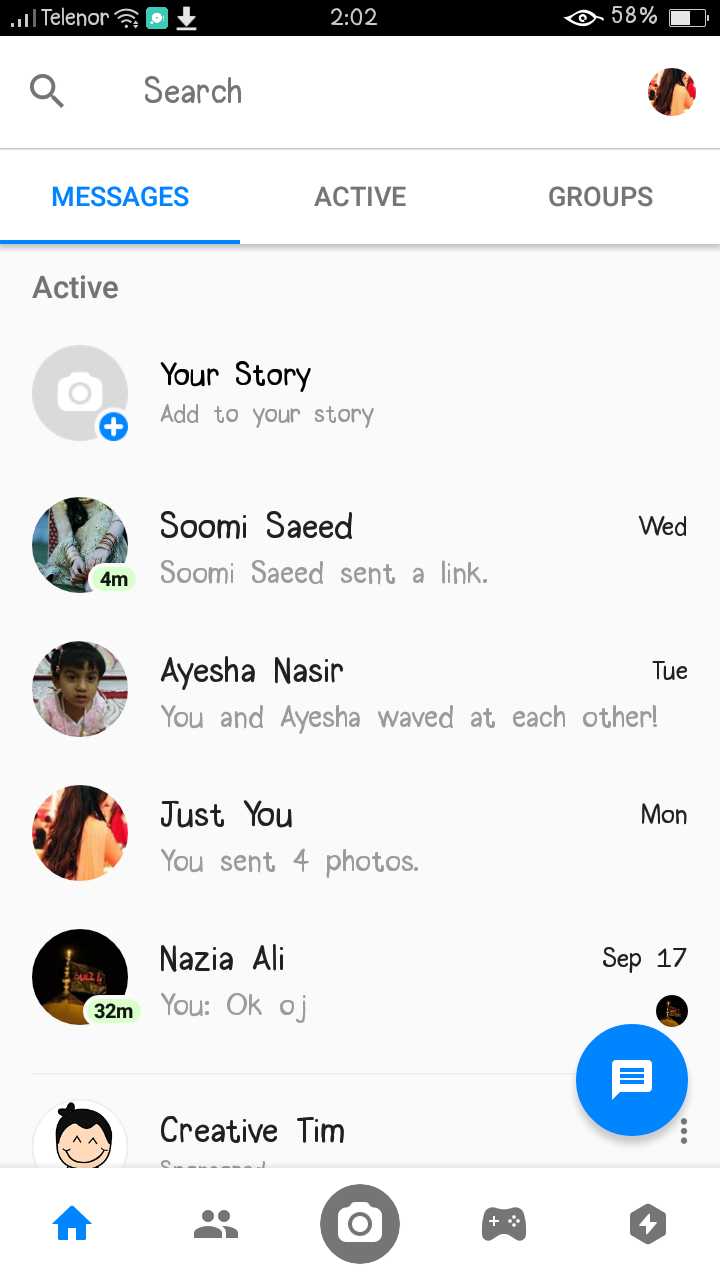 Telenor 2:02 58%
Search
MESSAGES ACTIVE GROUPS
Active
Your Story
Add to your story
Soomi Saeed Wed
Soomi Saeed sent a link.
4m
Ayesha Nasir Tue
You and Ayesha waved at each other!
Just You Mon
You sent 4 photos.
Nazia Ali Sep 17
You: Ok oj
32m
Creative Tim
Sponsored